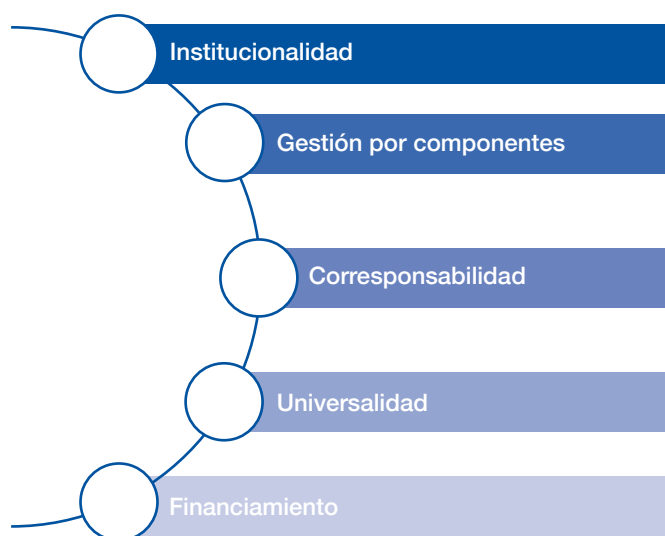 Institucionalidad
Gestión por componentes
Corresponsabilidad
Universalidad
Financiamiento